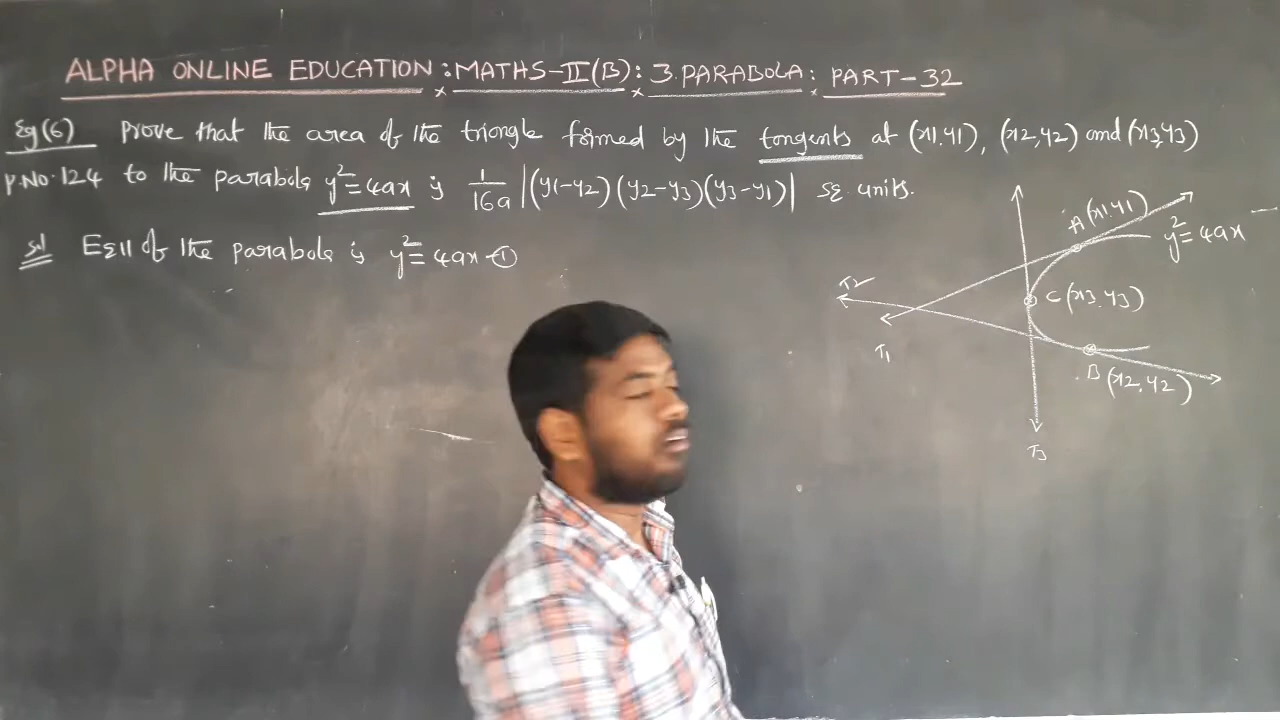 ALPHA ONLINE EDUCATION : MATHS-II(B) : 3.PARABOLA : PART-32
Eg(6) Prove that the area of the triangle formed by the tangents at (x1,y1), (x2,y2) and (x3,y3)
P.NO.124 to the parabola y²=4ax is 1/16a |(y1-y2)(y2-y3)(y3-y1)| sq. units.
Sol Eqn of the parabola is y²=4ax-①
A(x1,y1)
y²=4ax
T2
C(x3,y3)
T1
B(x2,y2)
T3